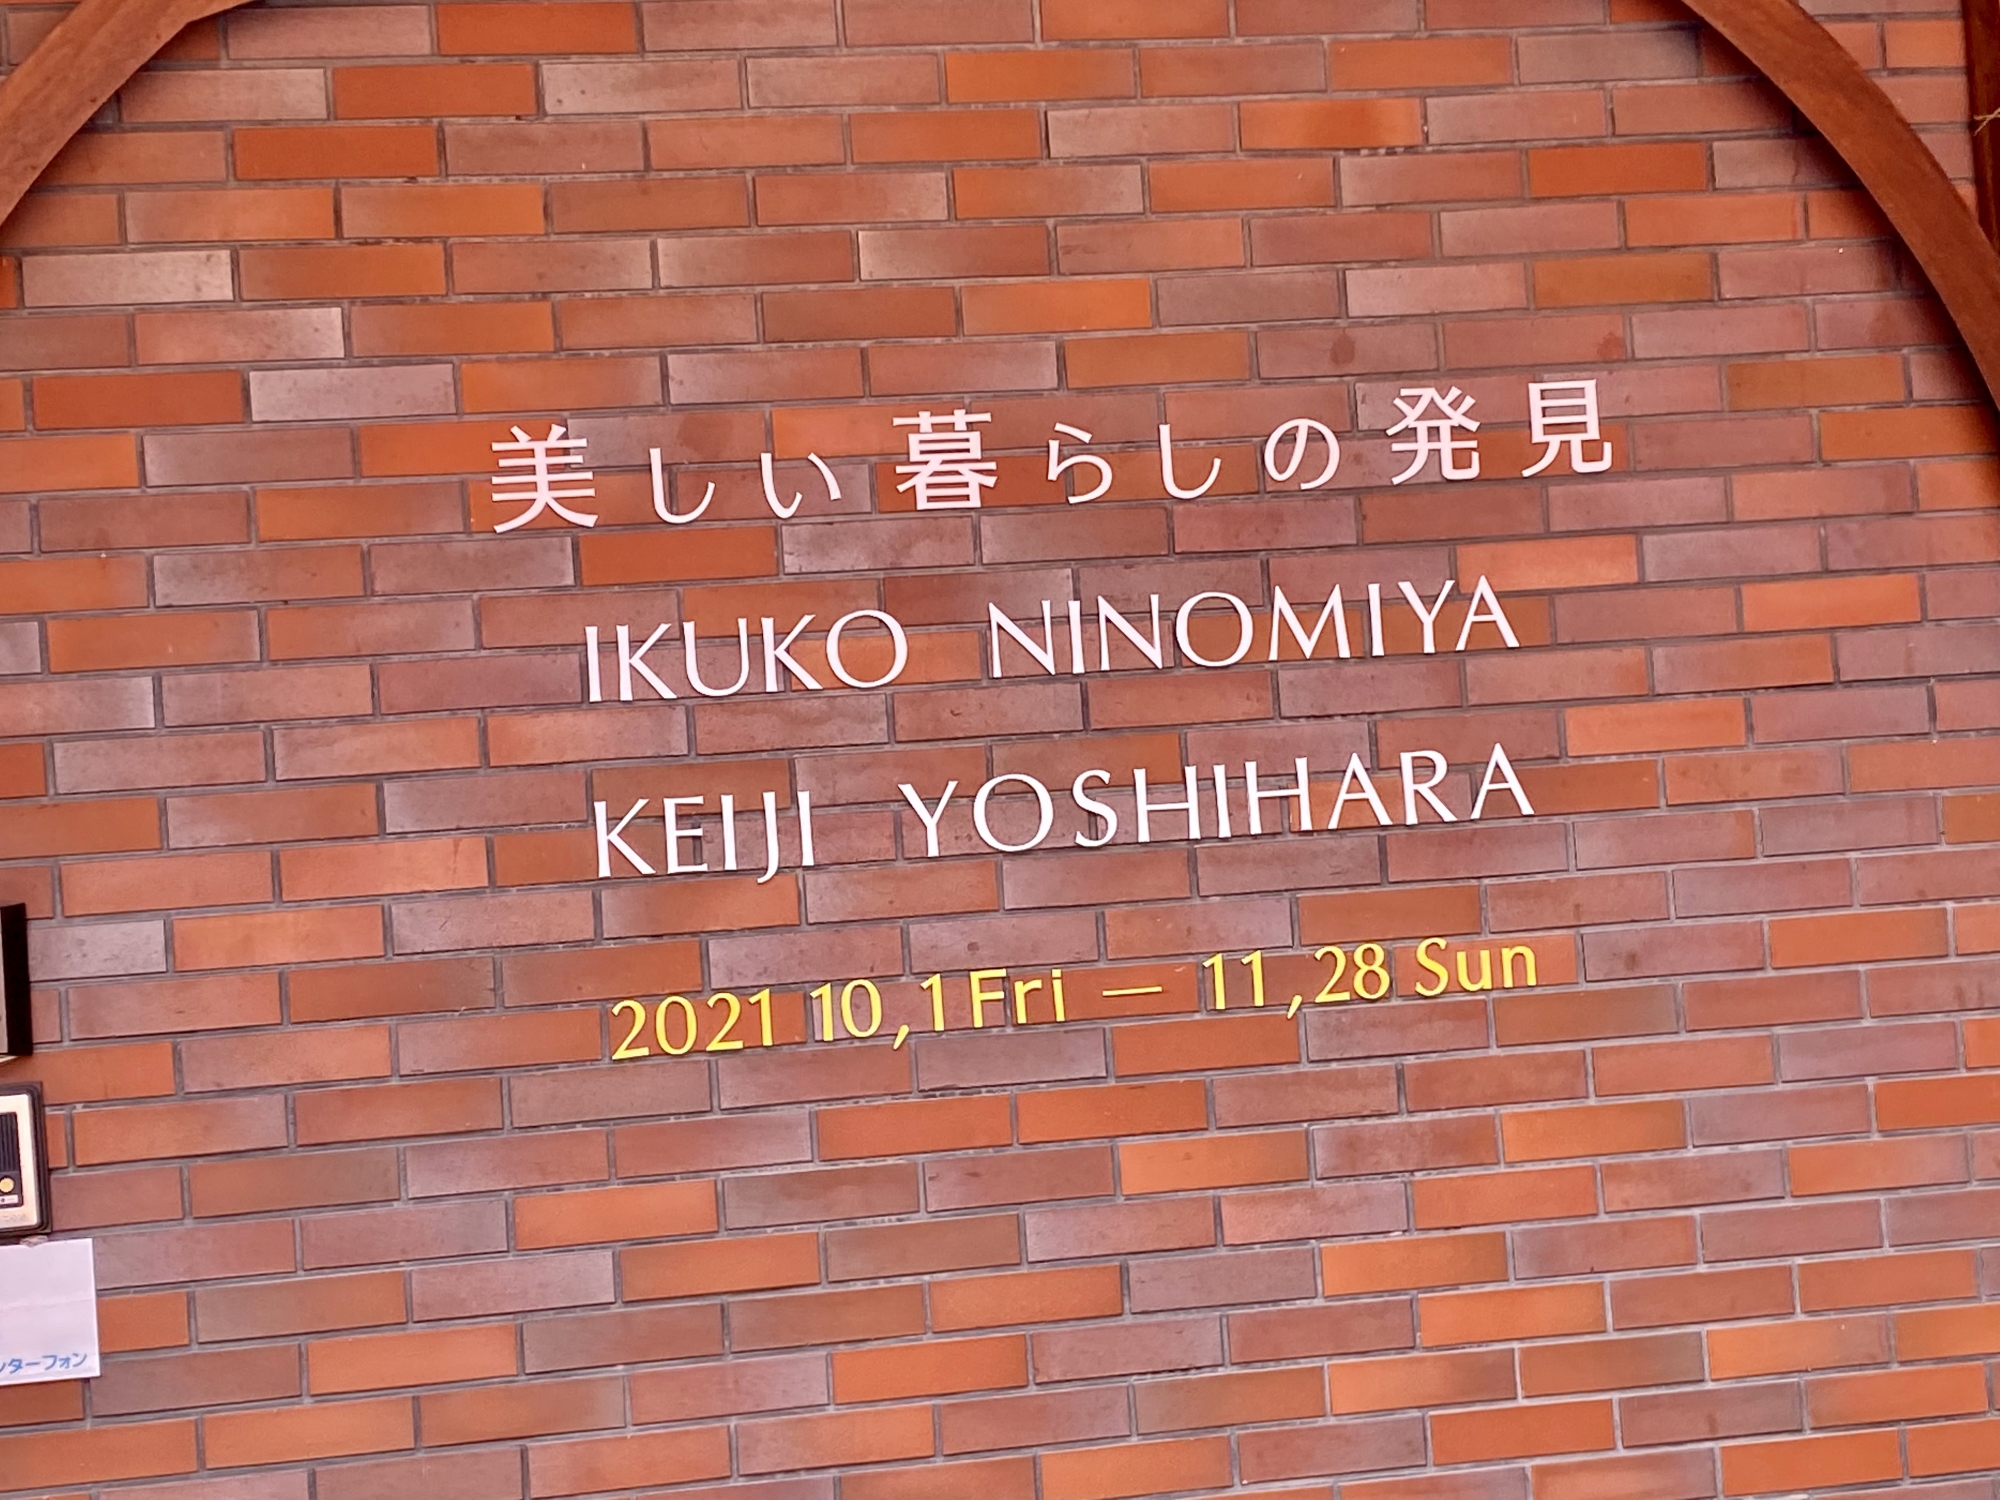 美しい暮らしの発見
IKUKO NINOMIYA
KEIJI YOSHIHARA
2021 10,1 Fri — 11,28 Sun
ンターフォン